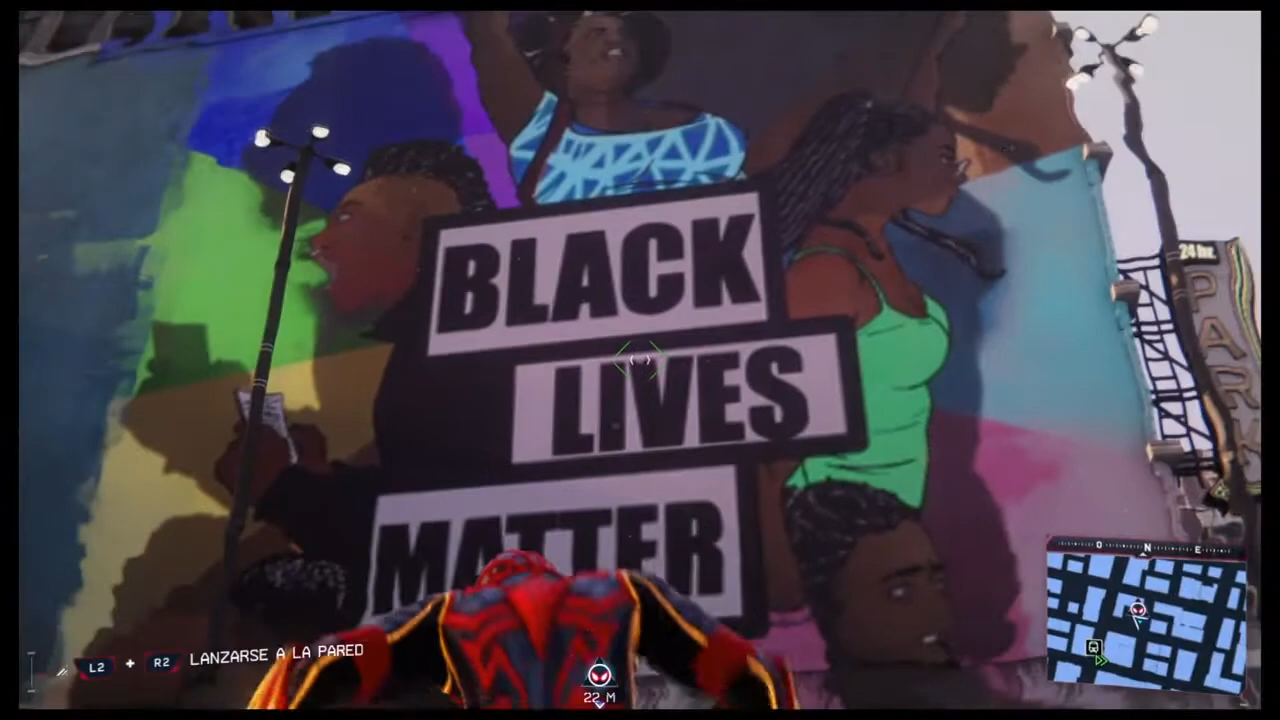 BLACK
LIVES
MATTER
24 hr.
PARK
L2 + R2 LANZARSE A LA PARED
22 M
O N E